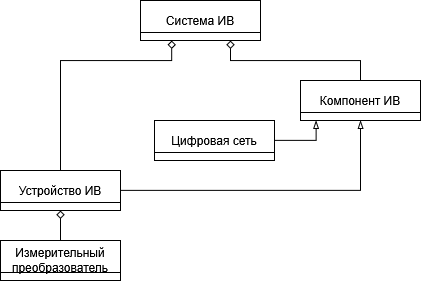 Система ИВ
Компонент ИВ
Цифровая сеть
Устройство ИВ
Измерительный
преобразователь